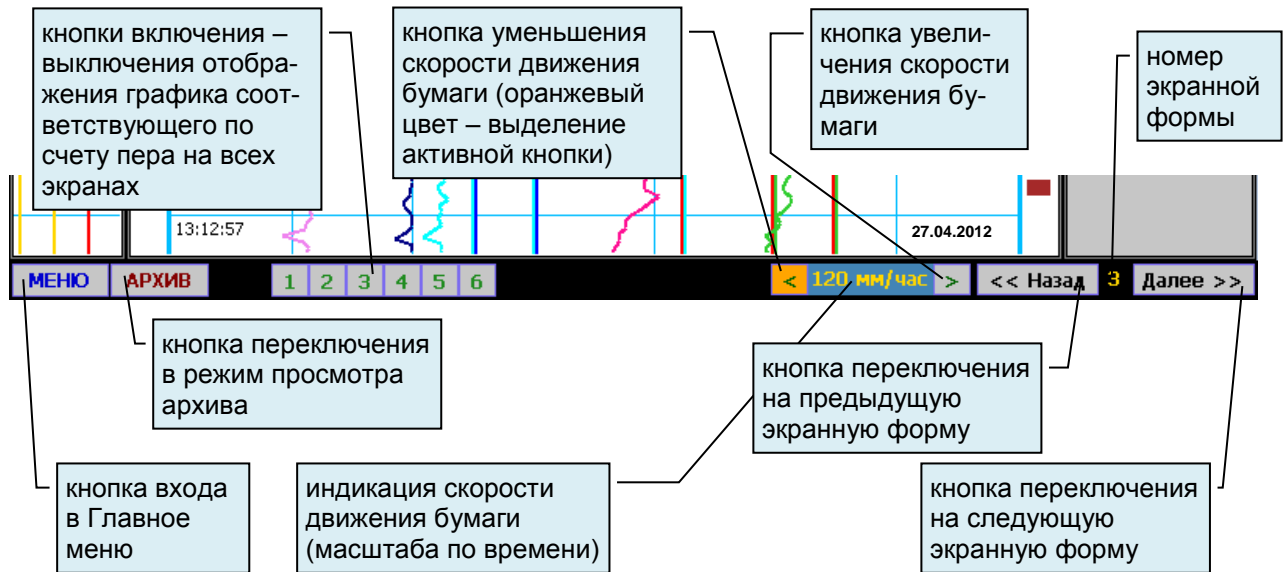 кнопки включения –
выключения отобра-
жения графика соот-
ветствующего по
счету пера на всех
экранах
кнопка уменьшения
скорости движения
бумаги (оранжевый
цвет – выделение
активной кнопки)
кнопка увели-
чения скорости
движения бу-
маги
номер
экранной
формы
13:12:57
27.04.2012
МЕНЮ АРХИВ 1 2 3 4 5 6 < 120 мм/час > << Назад 3 Далее >>
кнопка переключения
в режим просмотра
архива
кнопка переключения
на предыдущую
экранную форму
кнопка входа
в Главное
меню
индикация скорости
движения бумаги
(масштаба по времени)
кнопка переключения
на следующую
экранную форму